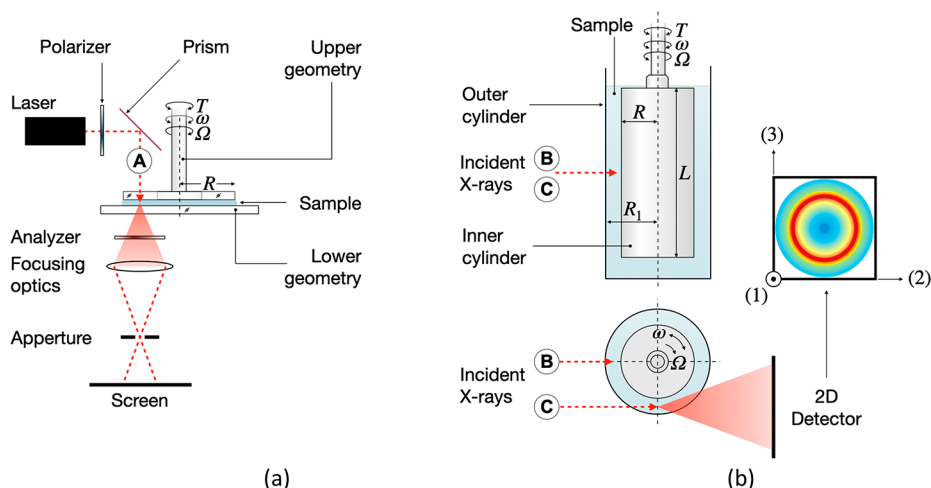 Polarizer
Prism
Upper
geometry
Laser
T
ω
Ω
A
R
Sample
Analyzer
Focusing
optics
Lower
geometry
Apperture
Screen
(a)
Sample
T
ω
Ω
Outer
cylinder
R
B
Incident
X-rays
C
L
R₁
Inner
cylinder
(3)
(1)
(2)
B
ω
Ω
Incident
X-rays
C
2D
Detector
(b)